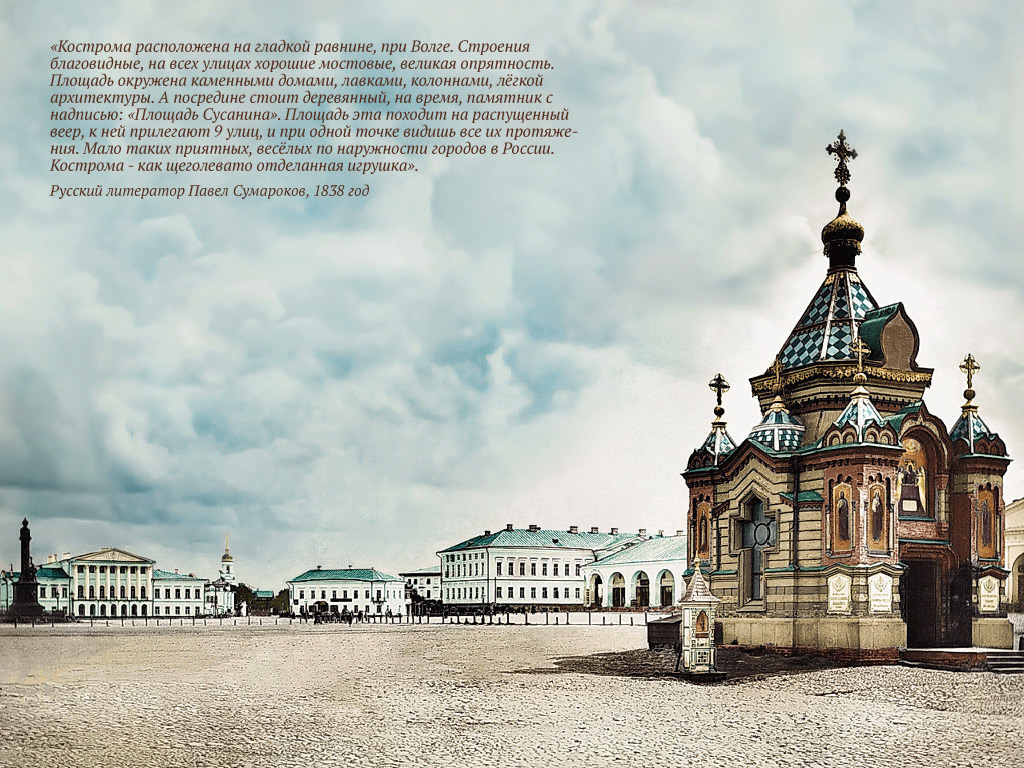 «Кострома расположена на гладкой равнине, при Волге. Строения
благовидные, на всех улицах хорошие мостовые, великая опрятность.
Площадь окружена каменными домами, лавками, колоннами, лёгкой
архитектуры. А посредине стоит деревянный, на время, памятник с
надписью: «Площадь Сусанина». Площадь эта походит на распущенный
веер, к ней прилегают 9 улиц, и при одной точке видишь все их протяже-
ния. Мало таких приятных, весёлых по наружности городов в России.
Кострома - как щеголевато отделанная игрушка».
Русский литератор Павел Сумароков, 1838 год